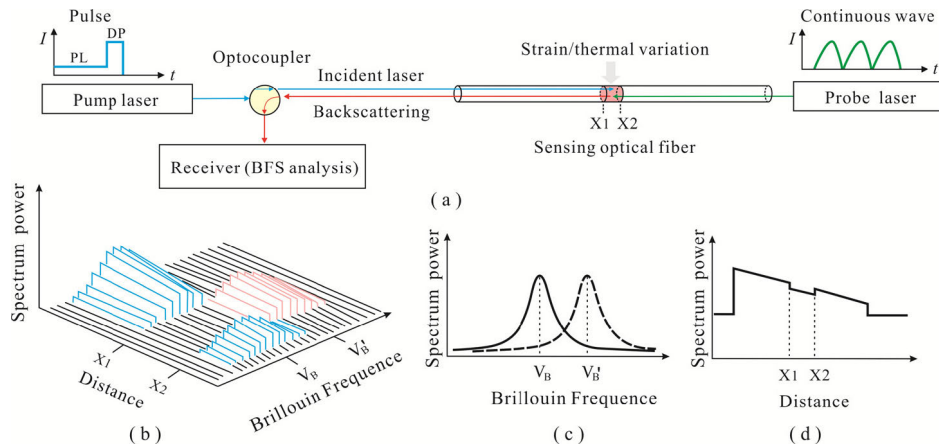 Pulse
I
PL
DP
t
Pump laser
Optocoupler
Incident laser
Backscattering
Receiver (BFS analysis)
Strain/thermal variation
X1
X2
Sensing optical fiber
Continuous wave
I
t
Probe laser
( a )
Spectrum power
X1
X2
Distance
VB
VB'
Brillouin Frequence
( b )
Spectrum power
VB
VB'
Brillouin Frequence
( c )
Spectrum power
X1
X2
Distance
( d )